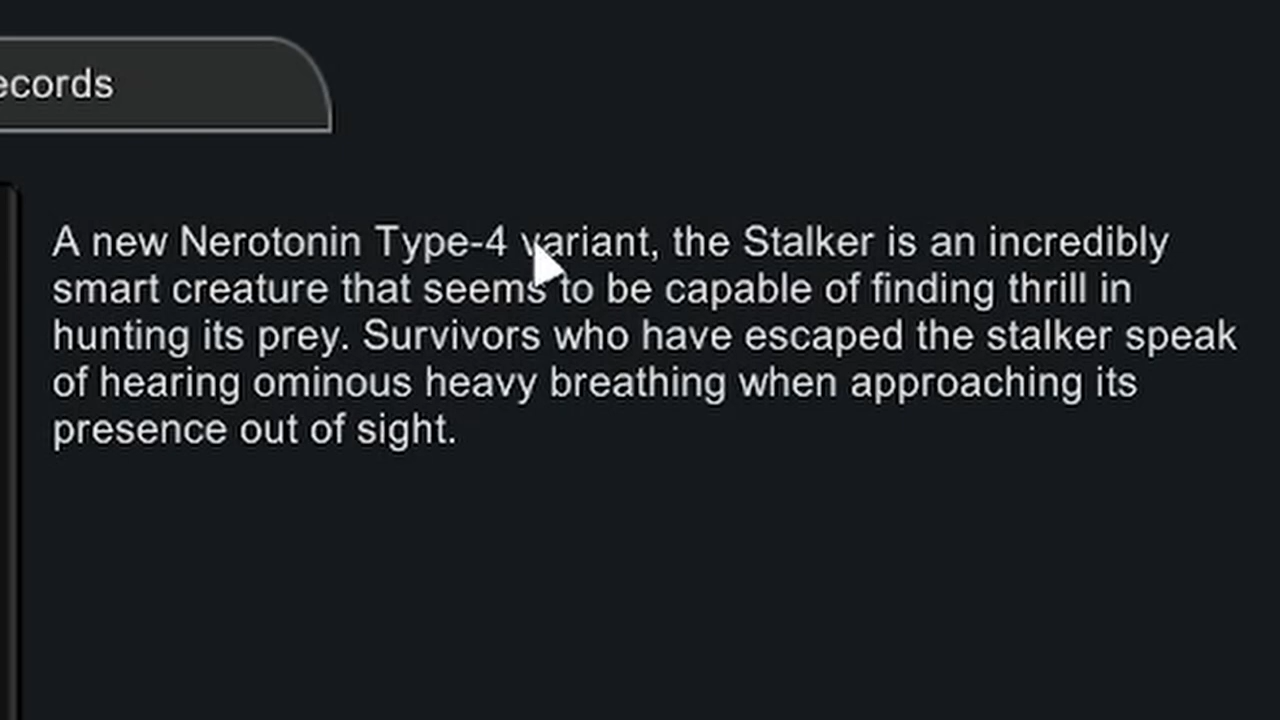 ecords
A new Nerotonin Type-4 variant, the Stalker is an incredibly
smart creature that seems to be capable of finding thrill in
hunting its prey. Survivors who have escaped the stalker speak
of hearing ominous heavy breathing when approaching its
presence out of sight.